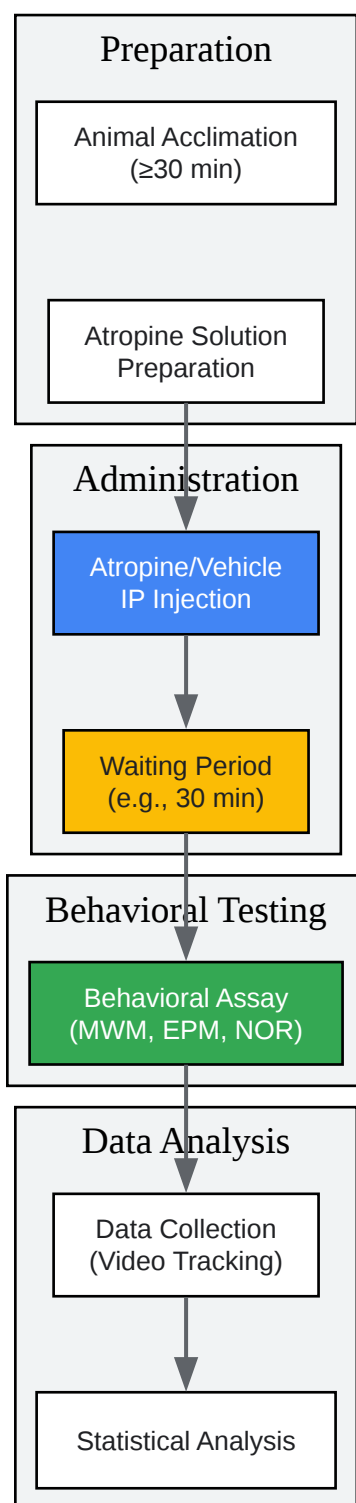 Preparation
Animal Acclimation
(≥30 min)
Atropine Solution
Preparation
Administration
Atropine/Vehicle
IP Injection
Waiting Period
(e.g., 30 min)
Behavioral Testing
Behavioral Assay
(MWM, EPM, NOR)
Data Analysis
Data Collection
(Video Tracking)
Statistical Analysis